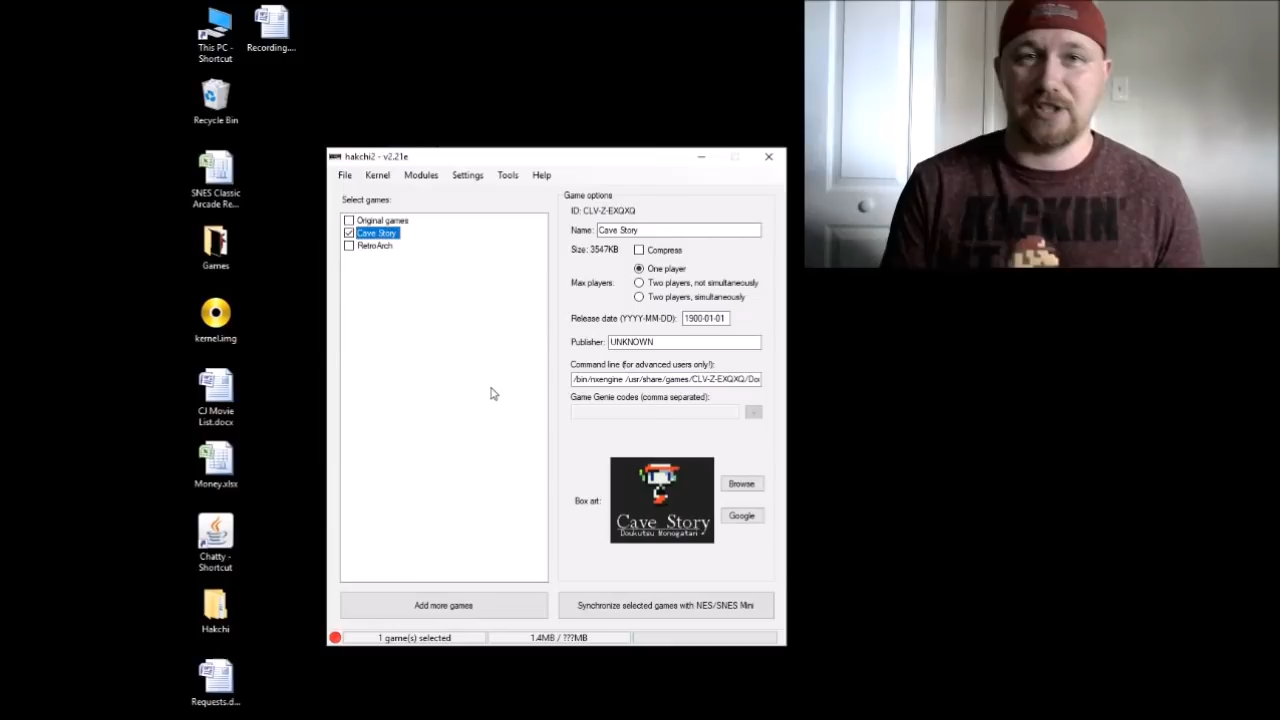 This PC -
Shortcut
Recording....
Recycle Bin
SNES Classic
Arcade Re...
Games
kernel.img
CJ Movie
List.docx
Money.xlsx
Chatty -
Shortcut
Hakchi
Requests.d...
hakchi2 - v2.21e
File Kernel Modules Settings Tools Help
Select games:
Original games
Cave Story
RetroArch
Add more games
Game options
ID: CLV-Z-EXQXQ
Name: Cave Story
Size: 3547KB Compress
Max players:
One player
Two players, not simultaneously
Two players, simultaneously
Release date (YYYY-MM-DD): 1900-01-01
Publisher: UNKNOWN
Command line (for advanced users only!):
/bin/nxengine /usr/share/games/CLV-Z-EXQXQ/Dou
Game Genie codes (comma separated):
...
Box art:
Cave Story
Doukutsu Monogatari
Browse
Google
Synchronize selected games with NES/SNES Mini
1 game(s) selected 1.4MB / ???MB
KICKIN'